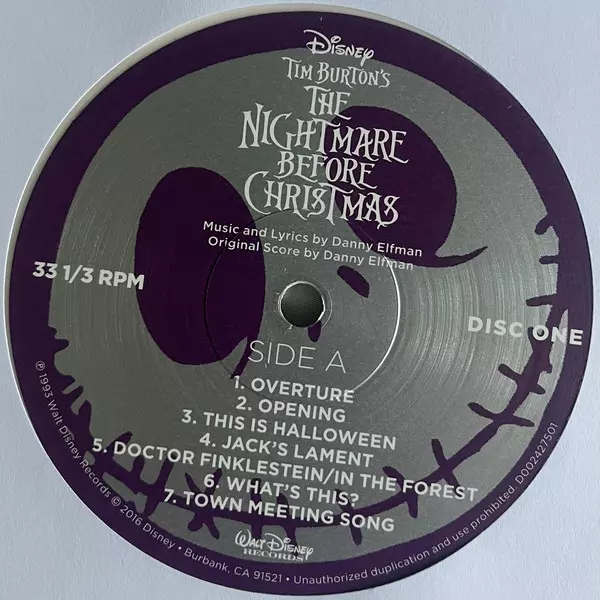 Disney
Tim Burton's
The
Nightmare
Before
Christmas
Music and Lyrics by Danny Elfman
Original Score by Danny Elfman
33 1/3 RPM
DISC ONE
SIDE A
1. OVERTURE
2. OPENING
3. THIS IS HALLOWEEN
4. JACK'S LAMENT
5. DOCTOR FINKLESTEIN/IN THE FOREST
6. WHAT'S THIS?
7. TOWN MEETING SONG
Walt Disney
RECORDS
℗ 1993 Walt Disney Records © 2016 Disney • Burbank, CA 91521 • Unauthorized duplication and use prohibited. D002427501